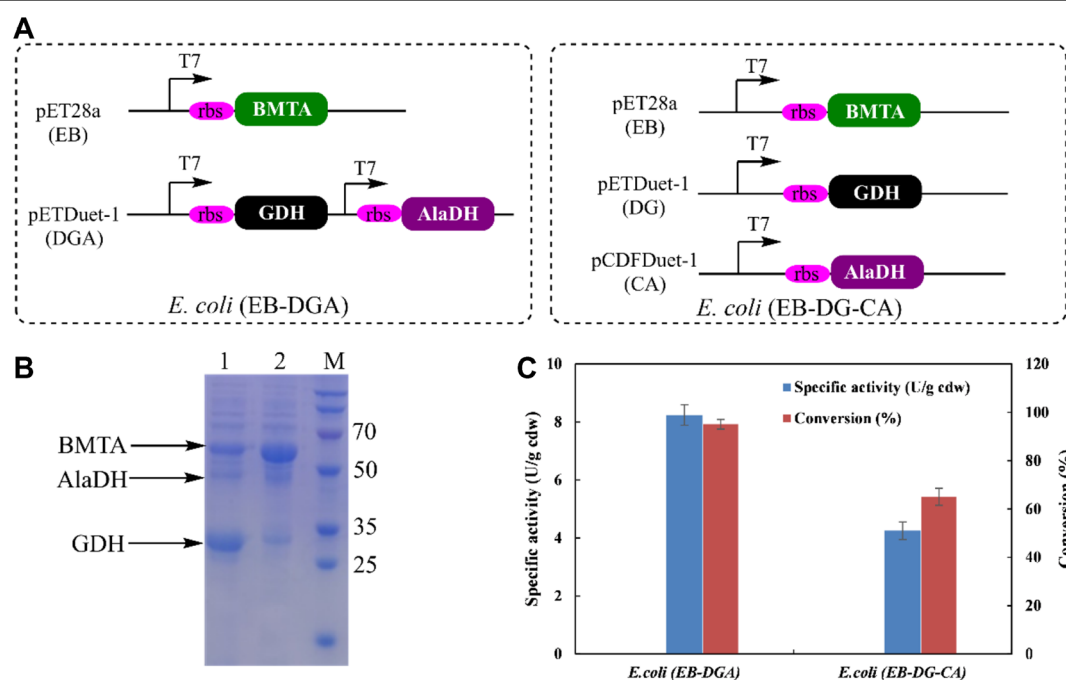 A
T7
rbs BMTA
pET28a
(EB)
T7 T7
rbs GDH rbs AlaDH
pETDuet-1
(DGA)
E. coli (EB-DGA)
T7
rbs BMTA
pET28a
(EB)
T7
rbs GDH
pETDuet-1
(DG)
T7
rbs AlaDH
pCDFDuet-1
(CA)
E. coli (EB-DG-CA)
B
1 2 M
BMTA
AlaDH
GDH
70
50
35
25
C
Specific activity (U/g cdw)
10
8
6
4
2
0
Specific activity (U/g cdw)
Conversion (%)
120
100
80
60
40
20
0
Conversion (%)
E.coli (EB-DGA) E.coli (EB-DG-CA)